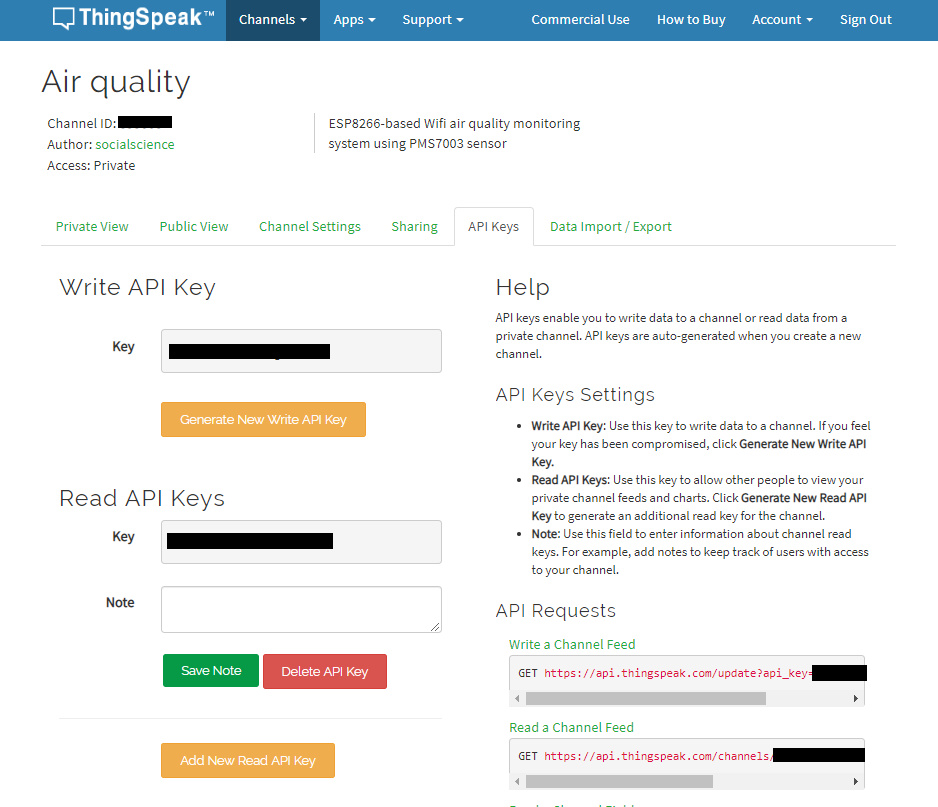 ThingSpeak™ Channels Apps Support Commercial Use How to Buy Account Sign Out
Air quality
Channel ID:
Author: socialscience
Access: Private
ESP8266-based Wifi air quality monitoring
system using PMS7003 sensor
Private View Public View Channel Settings Sharing API Keys Data Import / Export
Write API Key
Key
Generate New Write API Key
Read API Keys
Key
Note
Save Note Delete API Key
Add New Read API Key
Help
API keys enable you to write data to a channel or read data from a
private channel. API keys are auto-generated when you create a new
channel.
API Keys Settings
• Write API Key: Use this key to write data to a channel. If you feel
your key has been compromised, click Generate New Write API
Key.
• Read API Keys: Use this key to allow other people to view your
private channel feeds and charts. Click Generate New Read API
Key to generate an additional read key for the channel.
• Note: Use this field to enter information about channel read
keys. For example, add notes to keep track of users with access
to your channel.
API Requests
Write a Channel Feed
GET https://api.thingspeak.com/update?api_key=
Read a Channel Feed
GET https://api.thingspeak.com/channels/